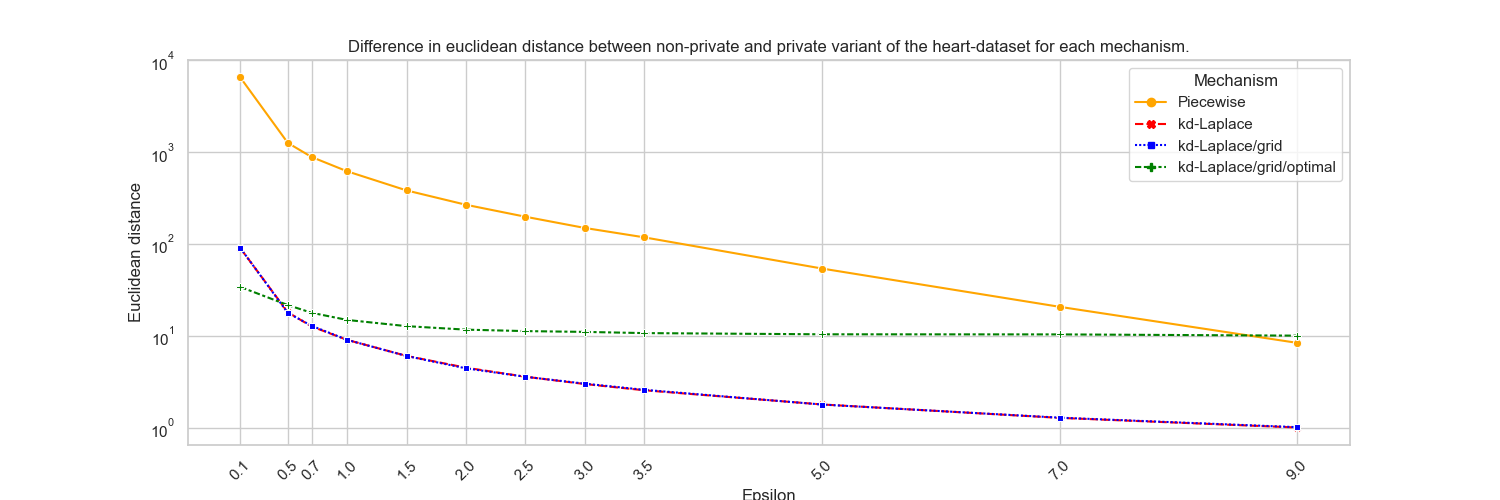 Difference in euclidean distance between non-private and private variant of the heart-dataset for each mechanism.
Euclidean distance
10^4
10^3
10^2
10^1
10^0
Mechanism
Piecewise
kd-Laplace
kd-Laplace/grid
kd-Laplace/grid/optimal
0.1
0.5
0.7
1.0
1.5
2.0
2.5
3.0
3.5
5.0
7.0
9.0
Epsilon